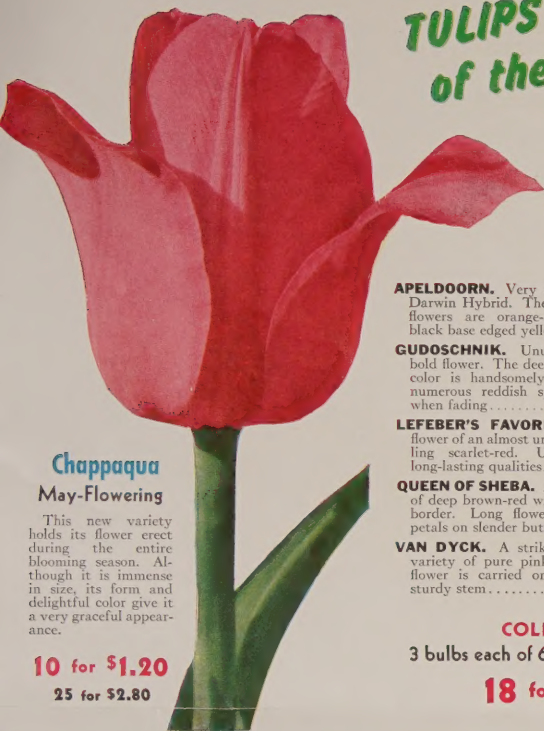 TULIPS
of the
Chappaqua
May-Flowering
This new variety
holds its flower erect
during the entire
blooming season. Al-
though it is immense
in size, its form and
delightful color give it
a very graceful appear-
ance.
10 for $1.20
25 for $2.80
APELDOORN. Very
Darwin Hybrid. The
flowers are orange-
black base edged yell
GUDOSCHNIK. Unu
bold flower. The dee
color is handsomely
numerous reddish s
when fading........
LEFEBER'S FAVOR
flower of an almost un
ling scarlet-red. U
long-lasting qualities
QUEEN OF SHEBA.
of deep brown-red w
border. Long flowe
petals on slender but
VAN DYCK. A strik
variety of pure pink
flower is carried on
sturdy stem........
COLL
3 bulbs each of 6
18 fo